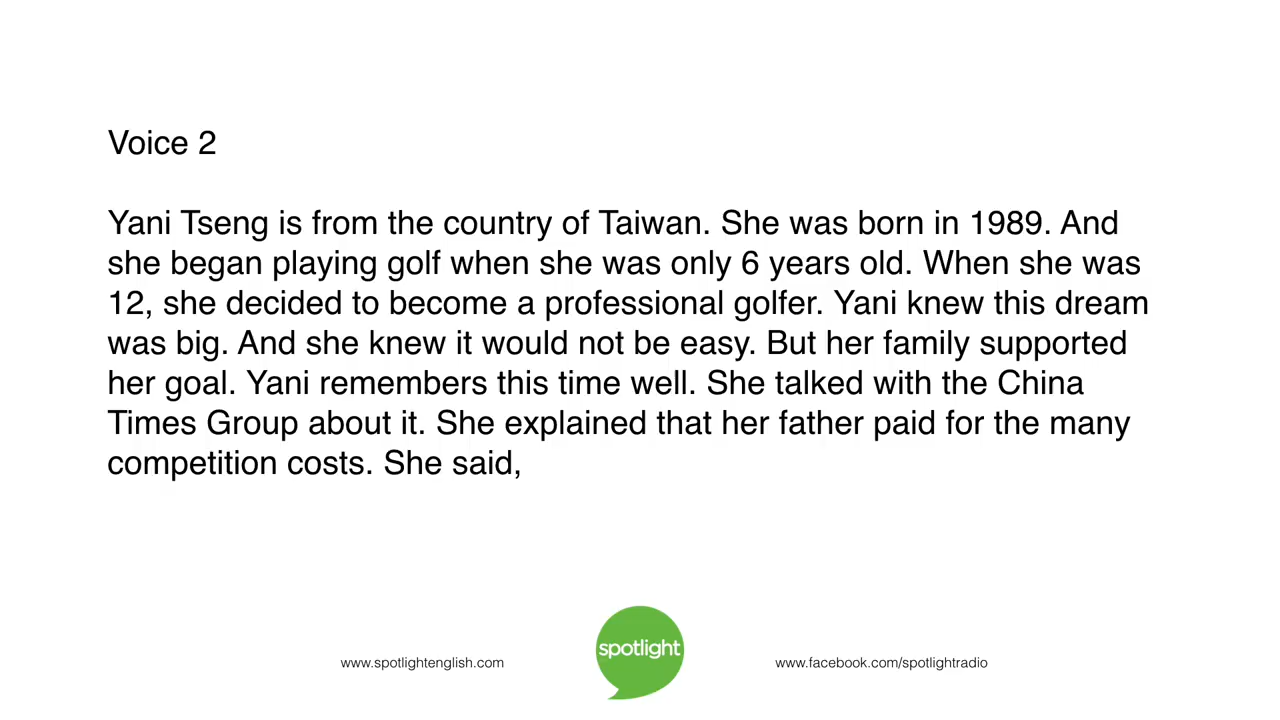 Voice 2
Yani Tseng is from the country of Taiwan. She was born in 1989. And
she began playing golf when she was only 6 years old. When she was
12, she decided to become a professional golfer. Yani knew this dream
was big. And she knew it would not be easy. But her family supported
her goal. Yani remembers this time well. She talked with the China
Times Group about it. She explained that her father paid for the many
competition costs. She said,
www.spotlightenglish.com
spotlight
www.facebook.com/spotlightradio